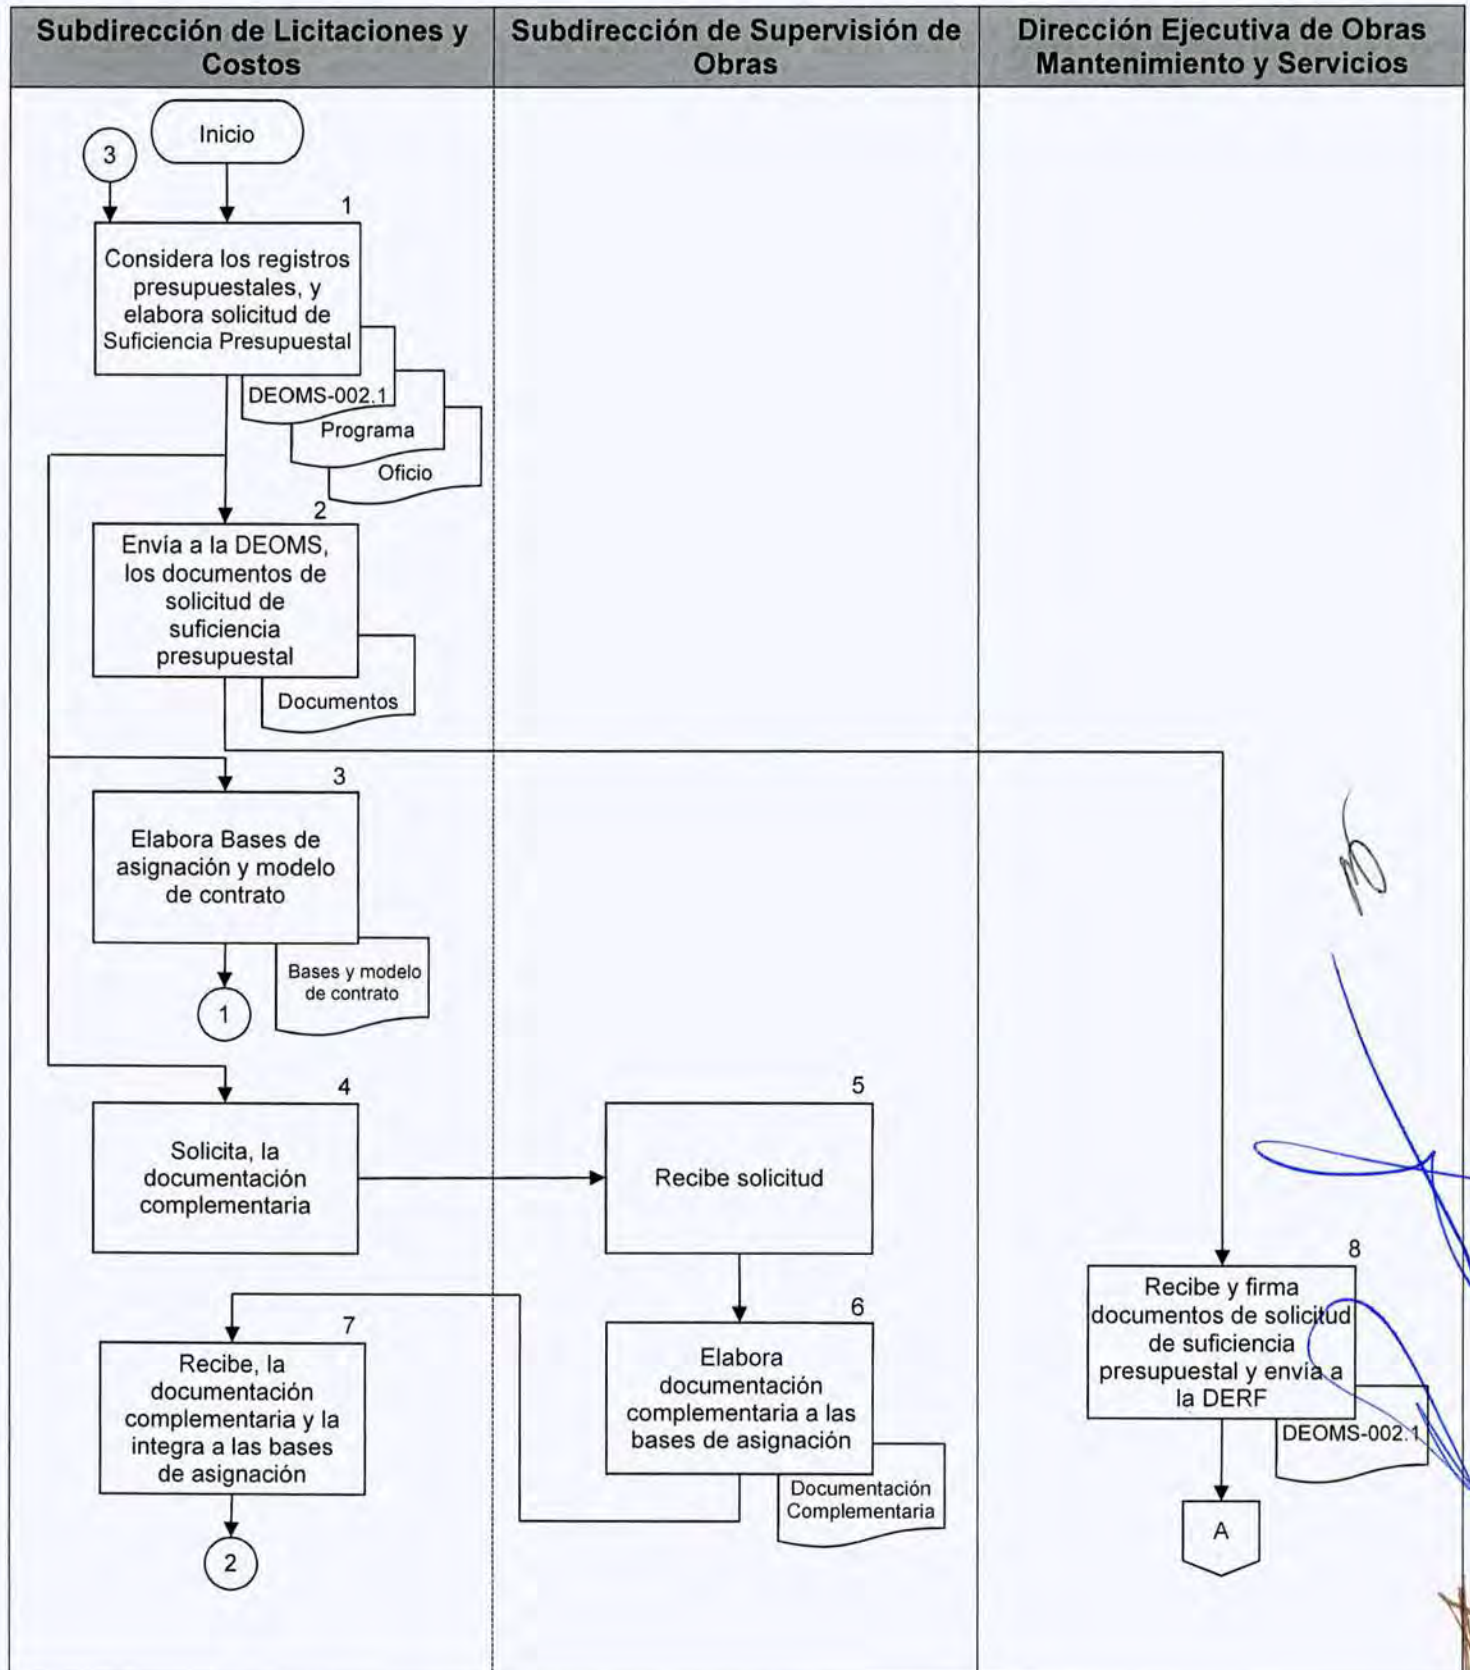 Subdirección de Licitaciones y
Costos
Subdirección de Supervisión de
Obras
Dirección Ejecutiva de Obras
Mantenimiento y Servicios
Inicio
3
1
Considera los registros
presupuestales, y
elabora solicitud de
Suficiencia Presupuestal
DEOMS-002.1
Programa
Oficio
2
Envía a la DEOMS,
los documentos de
solicitud de
suficiencia
presupuestal
Documentos
3
Elabora Bases de
asignación y modelo
de contrato
Bases y modelo
de contrato
1
4
Solicita, la
documentación
complementaria
5
Recibe solicitud
6
Elabora
documentación
complementaria a las
bases de asignación
Documentación
Complementaria
7
Recibe, la
documentación
complementaria y la
integra a las bases
de asignación
2
8
Recibe y firma
documentos de solicitud
de suficiencia
presupuestal y envía a
la DERF
DEOMS-002.1
A